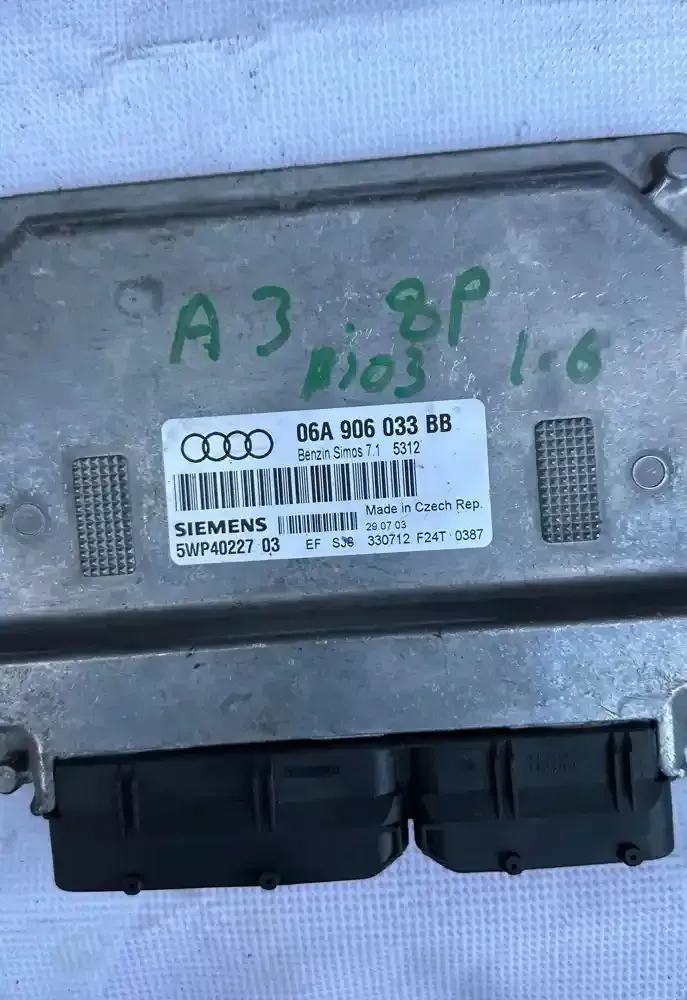 A3 8P
1.6
06A 906 033 BB
Benzin Simos 7.1 5312
Made in Czech Rep.
SIEMENS 29.07.03
5WP40227 03 EF SJ6 330712 F24T 0387